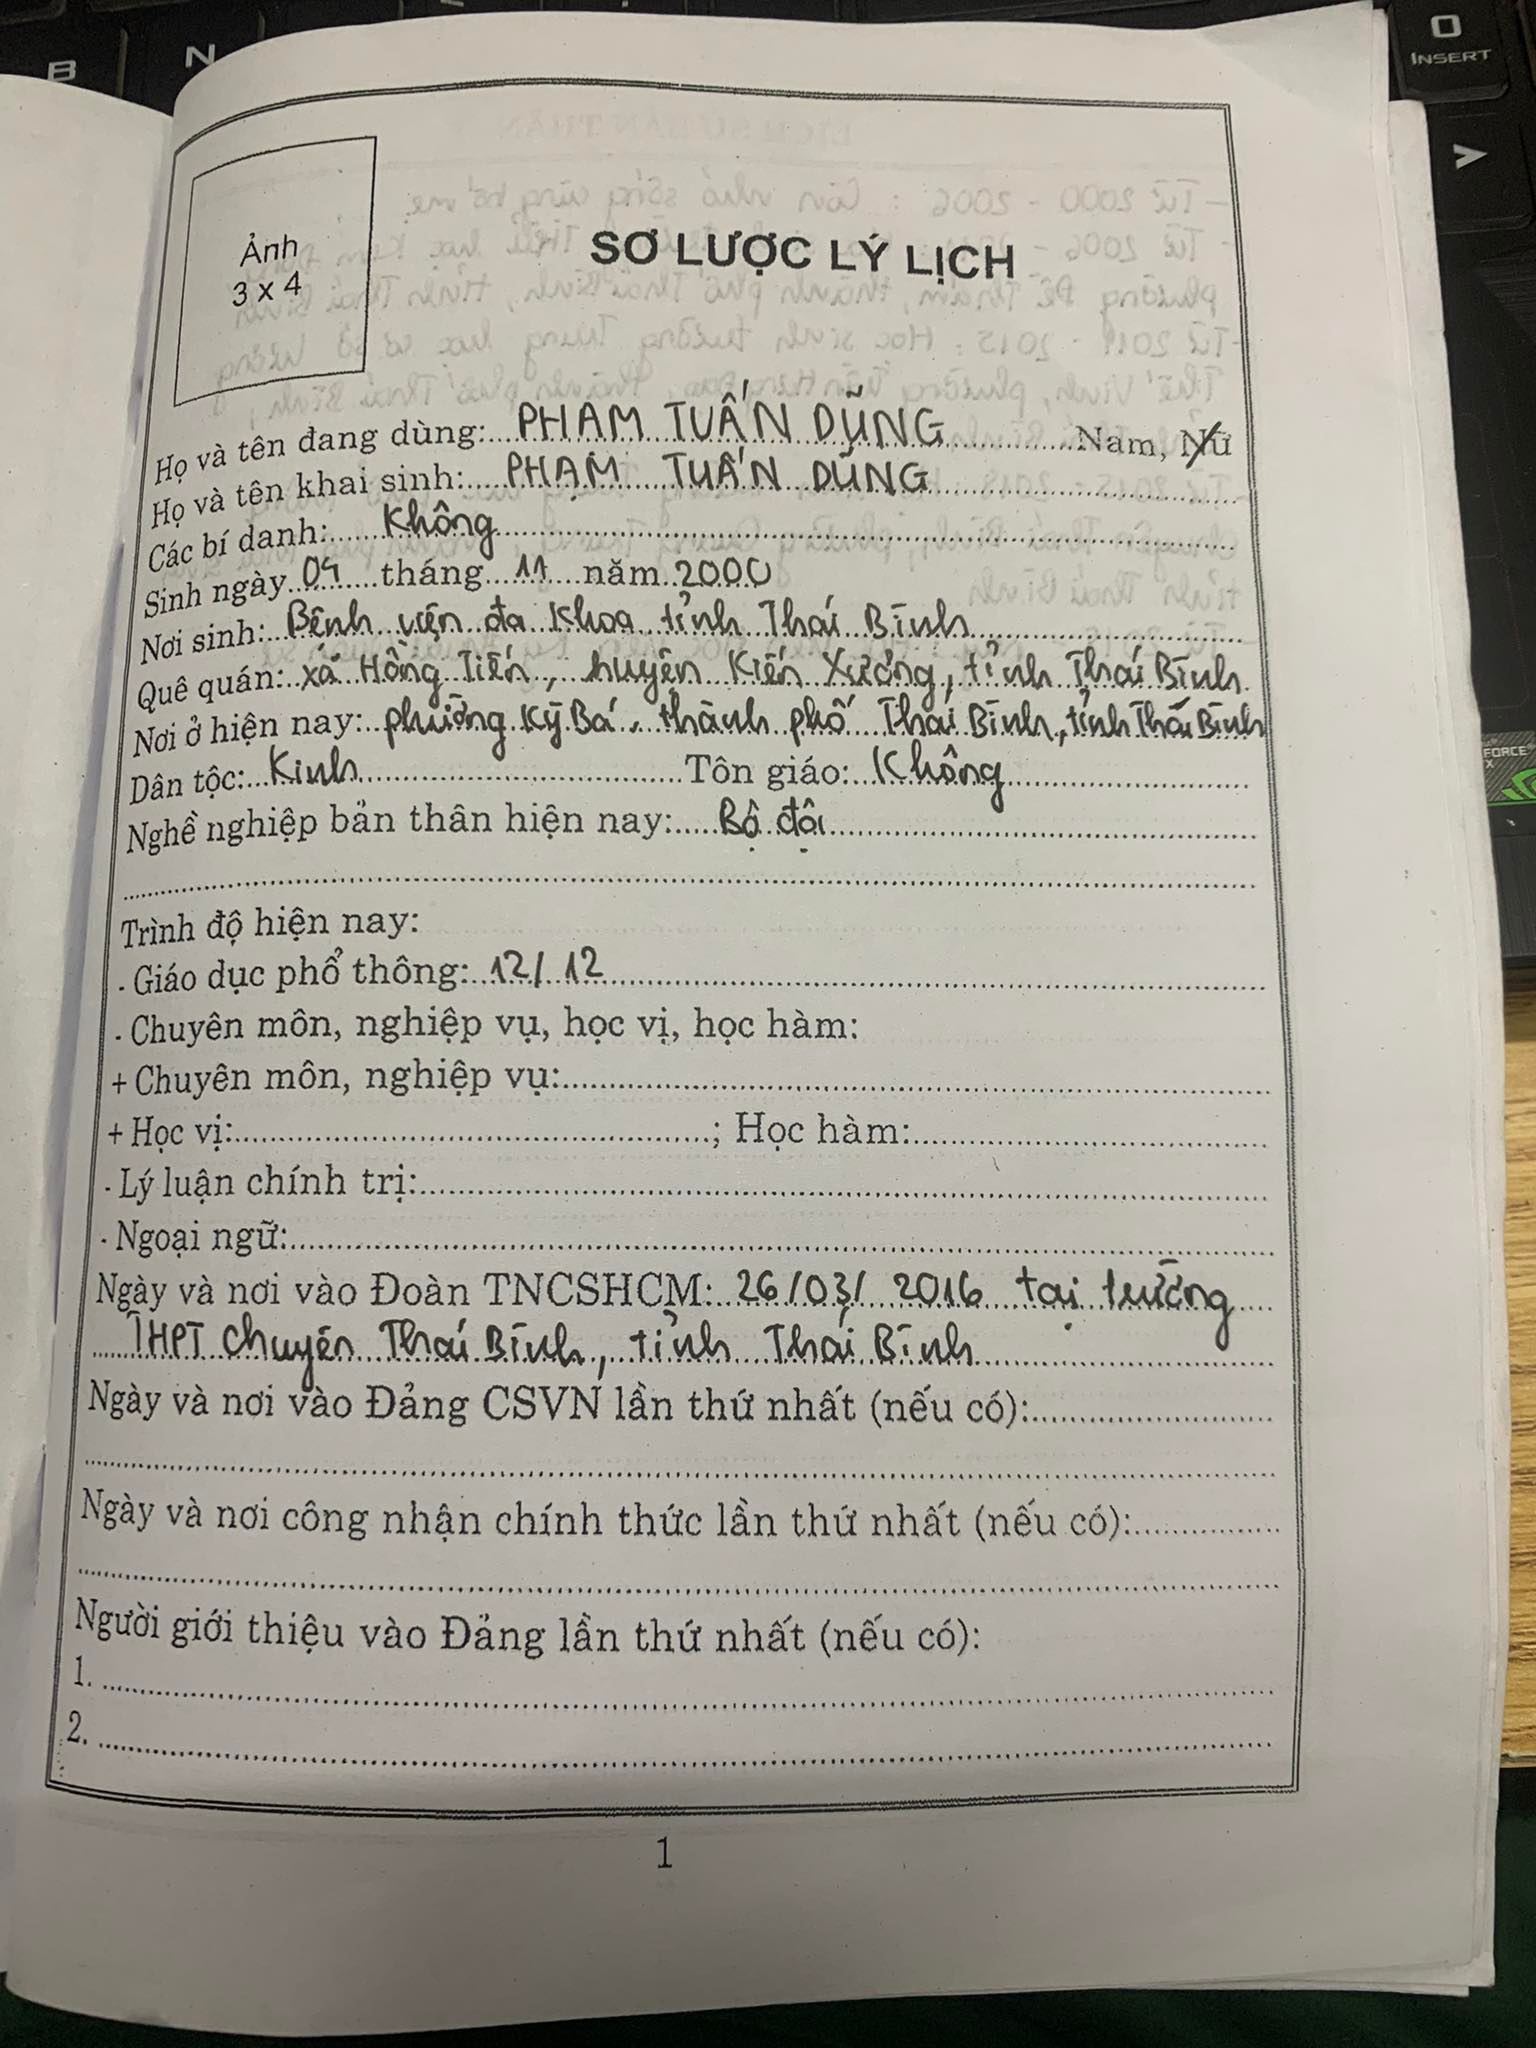 B N
0
INSERT
>
FORCE
X
Ảnh
3 x 4
SƠ LƯỢC LÝ LỊCH
Họ và tên đang dùng: PHẠM TUẤN DŨNG Nam, Nữ
Họ và tên khai sinh: PHẠM TUẤN DŨNG
Các bí danh: Không
Sinh ngày 04 tháng 11 năm 2000
Nơi sinh: Bệnh viện đa khoa tỉnh Thái Bình
Quê quán: xã Hồng Tiến, huyện Kiến Xương, tỉnh Thái Bình
Nơi ở hiện nay: phường Kỳ Bá, thành phố Thái Bình, tỉnh Thái Bình
Dân tộc: Kinh Tôn giáo: Không
Nghề nghiệp bản thân hiện nay: Bộ đội
Trình độ hiện nay:
- Giáo dục phổ thông: 12/12
- Chuyên môn, nghiệp vụ, học vị, học hàm:
+ Chuyên môn, nghiệp vụ:
+ Học vị: ; Học hàm:
- Lý luận chính trị:
- Ngoại ngữ:
Ngày và nơi vào Đoàn TNCSHCM: 26/03/2016 tại trường
THPT chuyên Thái Bình, tỉnh Thái Bình
Ngày và nơi vào Đảng CSVN lần thứ nhất (nếu có):
Ngày và nơi công nhận chính thức lần thứ nhất (nếu có):
Người giới thiệu vào Đảng lần thứ nhất (nếu có):
1.
2.
1